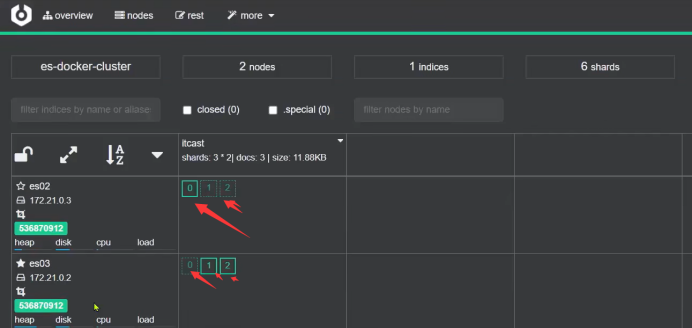 overview nodes rest more
es-docker-cluster 2 nodes 1 indices 6 shards
filter indices by name or aliases closed (0) .special (0) filter nodes by name
itcast
shards: 3 * 2| docs: 3 | size: 11.88KB
A
Z
es02
0 1 2
172.21.0.3
536870912
heap disk cpu load
es03
0 1 2
172.21.0.2
536870912
heap disk cpu load